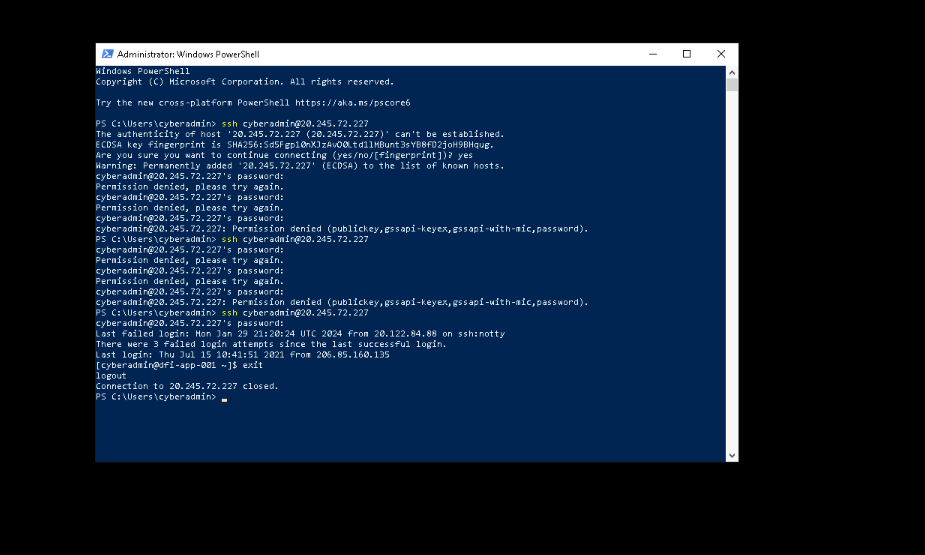 Administrator: Windows PowerShell
Windows PowerShell
Copyright (C) Microsoft Corporation. All rights reserved.
Try the new cross-platform PowerShell https://aka.ms/pscore6
PS C:\Users\cyberadmin> ssh cyberadmin@20.245.72.227
The authenticity of host '20.245.72.227 (20.245.72.227)' can't be established.
ECDSA key fingerprint is
Are you sure you want to continue connecting (yes/no/[fingerprint])? yes
Warning: Permanently added '20.245.72.227' (ECDSA) to the list of known hosts.
cyberadmin@20.245.72.227's password:
Permission denied, please try again.
cyberadmin@20.245.72.227's password:
Permission denied, please try again.
cyberadmin@20.245.72.227's password:
cyberadmin@20.245.72.227: Permission denied (publickey,gssapi-keyex,gssapi-with-mic,password).
PS C:\Users\cyberadmin> ssh cyberadmin@20.245.72.227
cyberadmin@20.245.72.227's password:
Permission denied, please try again.
cyberadmin@20.245.72.227's password:
Permission denied, please try again.
cyberadmin@20.245.72.227's password:
cyberadmin@20.245.72.227: Permission denied (publickey,gssapi-keyex,gssapi-with-mic,password).
PS C:\Users\cyberadmin> ssh cyberadmin@20.245.72.227
cyberadmin@20.245.72.227's password:
Last failed login: Mon Jan 29 21:20:24 UTC 2024 from 20.122.84.88 on ssh:notty
There were 3 failed login attempts since the last successful login.
Last login: Thu Jul 15 10:41:51 2021 from 206.85.160.135
[cyberadmin@dfi-app-001 ~]$ exit
logout
Connection to 20.245.72.227 closed.
PS C:\Users\cyberadmin>